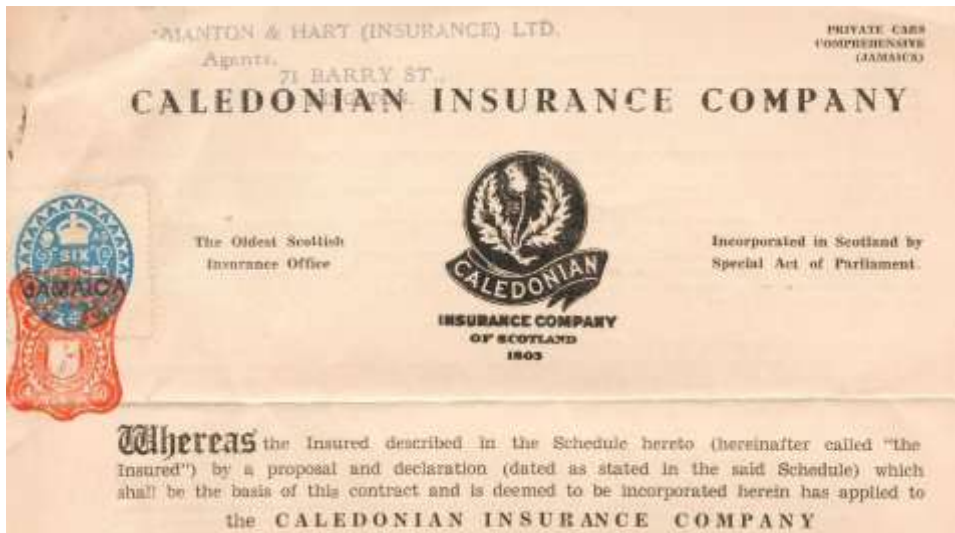 MANTON & HART (INSURANCE) LTD.
Agents.
71 BARRY ST.,
PRIVATE CARS
COMPREHENSIVE
(JAMAICA)
CALEDONIAN INSURANCE COMPANY
The Oldest Scottish
Insurance Office
CALEDONIAN
INSURANCE COMPANY
OF SCOTLAND
1805
Incorporated in Scotland by
Special Act of Parliament.
SIX
JAMAICA
Whereas the Insured described in the Schedule hereto (hereinafter called "the
Insured") by a proposal and declaration (dated as stated in the said Schedule) which
shall be the basis of this contract and is deemed to be incorporated herein has applied to
the CALEDONIAN INSURANCE COMPANY